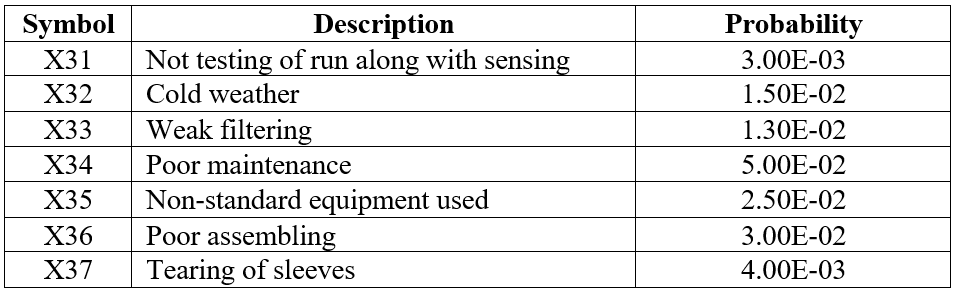 Symbol Description Probability
X31 Not testing of run along with sensing 3.00E-03
X32 Cold weather 1.50E-02
X33 Weak filtering 1.30E-02
X34 Poor maintenance 5.00E-02
X35 Non-standard equipment used 2.50E-02
X36 Poor assembling 3.00E-02
X37 Tearing of sleeves 4.00E-03